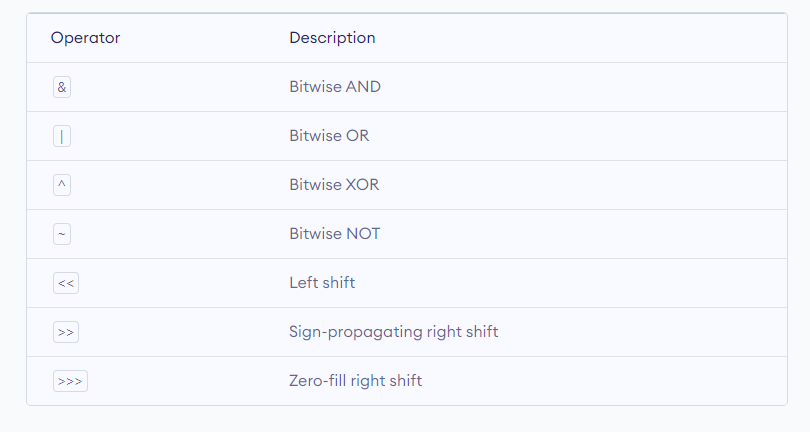 Operator Description
& Bitwise AND
| Bitwise OR
^ Bitwise XOR
~ Bitwise NOT
<< Left shift
>> Sign-propagating right shift
>>> Zero-fill right shift